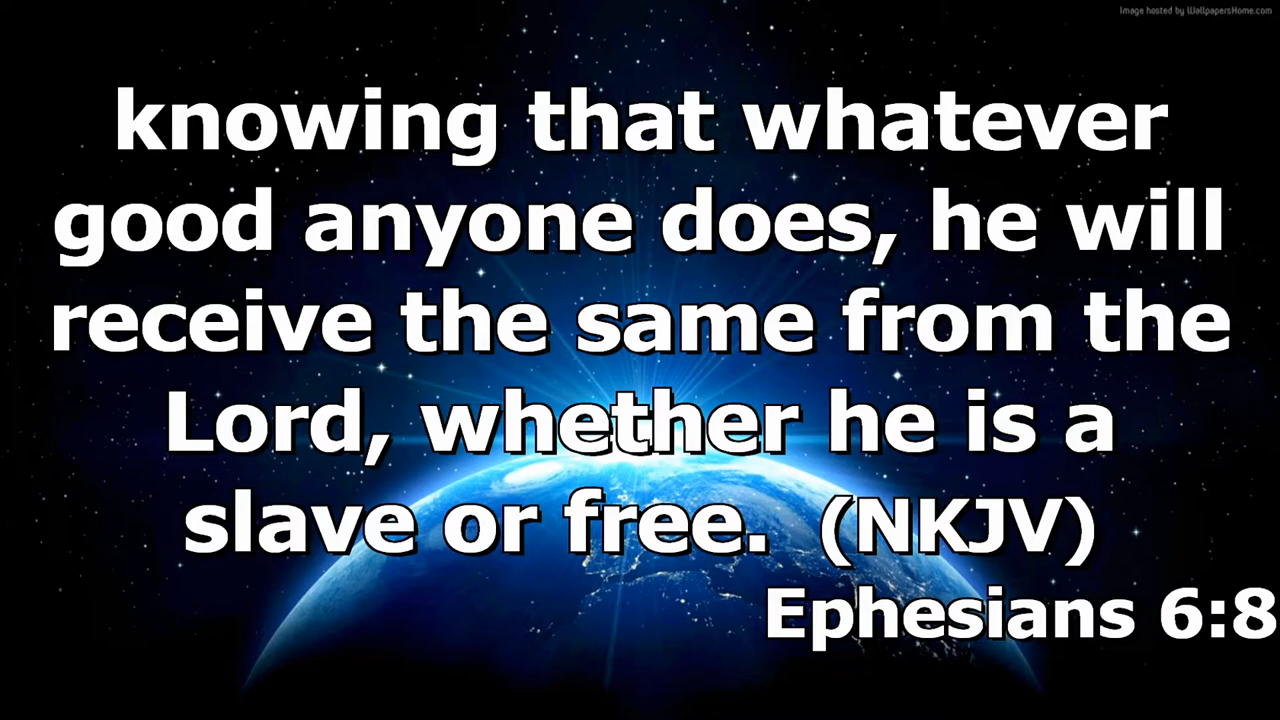 Image hosted by WallpapersHome.com
knowing that whatever
good anyone does, he will
receive the same from the
Lord, whether he is a
slave or free. (NKJV)
Ephesians 6:8